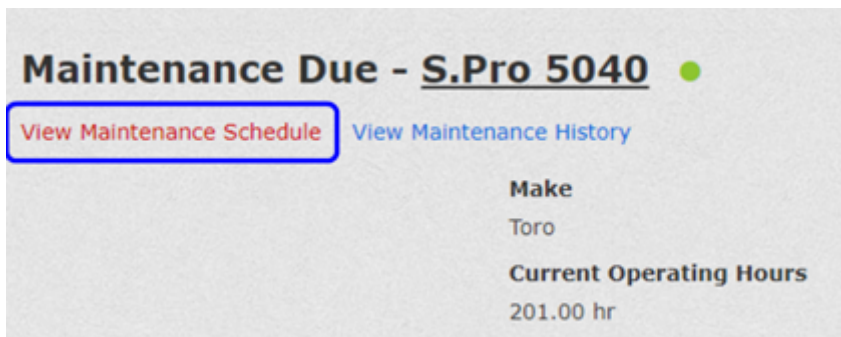 Maintenance Due - S.Pro 5040
View Maintenance Schedule View Maintenance History
Make
Toro
Current Operating Hours
201.00 hr